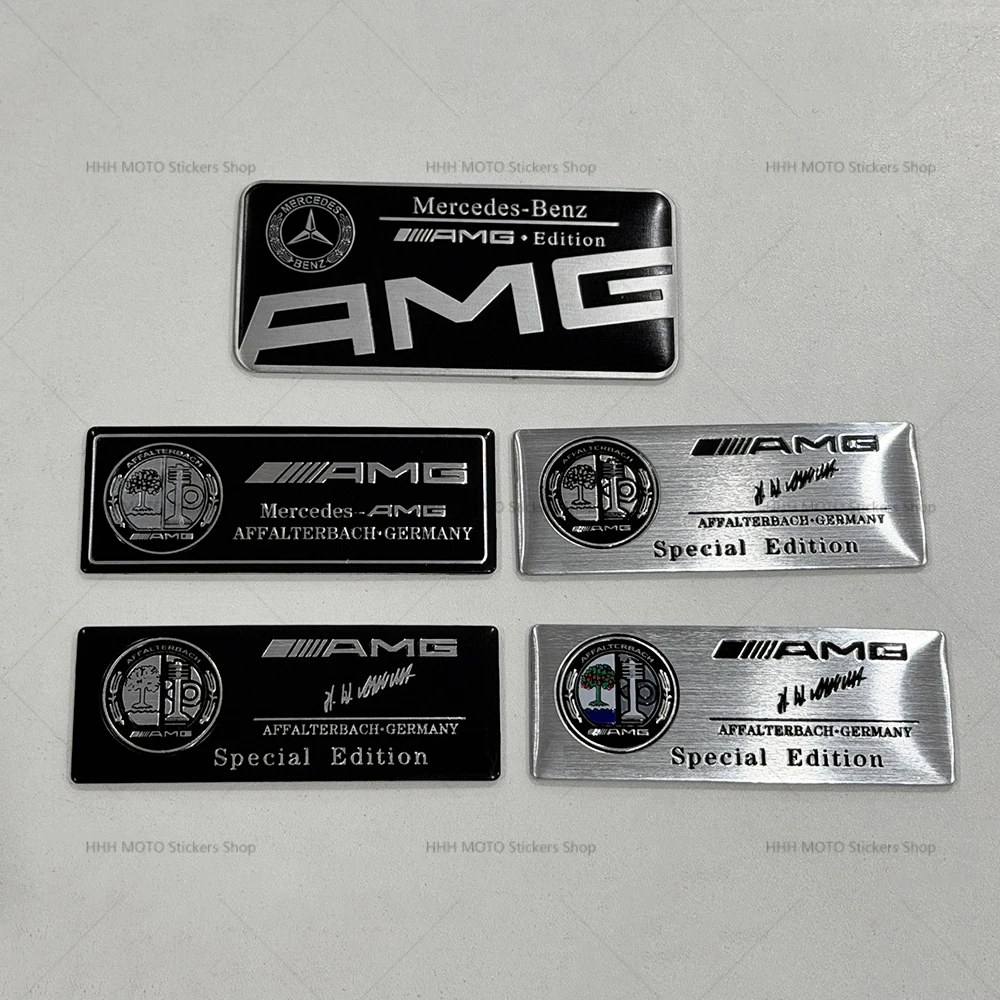 HHH MOTO Stickers Shop
HHH MOTO Stickers Shop
HHH MOTO Stickers Shop
MERCEDES
BENZ
Mercedes-Benz
AMG • Edition
AMG
AFFALTERBACH
AMG
AMG
Mercedes-AMG
AFFALTERBACH•GERMANY
AFFALTERBACH
AMG
AMG
AFFALTERBACH•GERMANY
Special Edition
AFFALTERBACH
AMG
AMG
AFFALTERBACH•GERMANY
Special Edition
AFFALTERBACH
AMG
AMG
AFFALTERBACH•GERMANY
Special Edition
HHH MOTO Stickers Shop
HHH MOTO Stickers Shop
HHH MOTO Stickers Shop